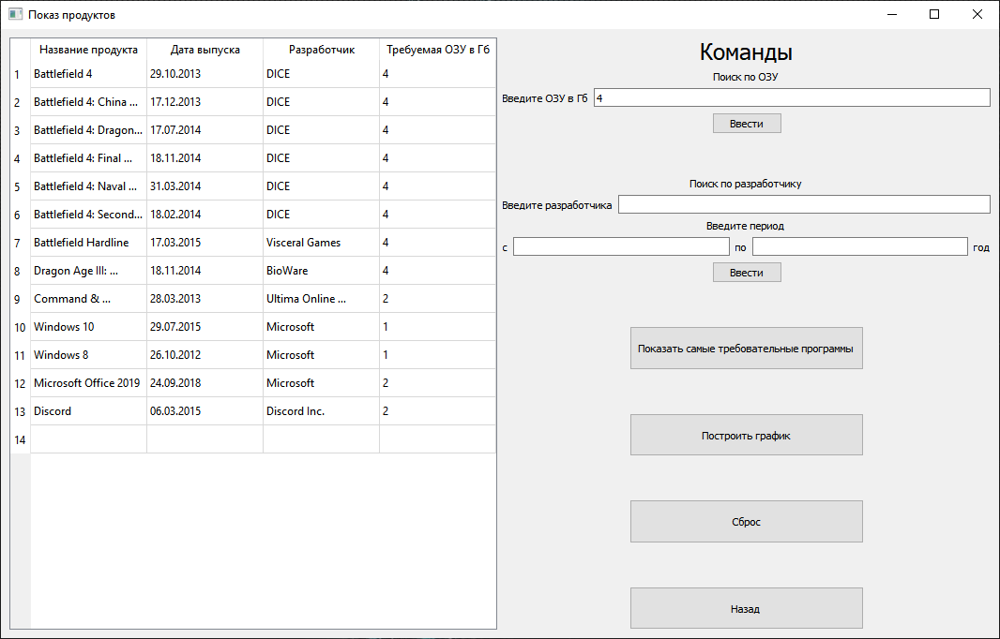 Показ продуктов
Название продукта Дата выпуска Разработчик Требуемая ОЗУ в Гб
1 Battlefield 4 29.10.2013 DICE 4
2 Battlefield 4: China ... 17.12.2013 DICE 4
3 Battlefield 4: Dragon... 17.07.2014 DICE 4
4 Battlefield 4: Final ... 18.11.2014 DICE 4
5 Battlefield 4: Naval ... 31.03.2014 DICE 4
6 Battlefield 4: Second... 18.02.2014 DICE 4
7 Battlefield Hardline 17.03.2015 Visceral Games 4
8 Dragon Age III: ... 18.11.2014 BioWare 4
9 Command & ... 28.03.2013 Ultima Online ... 2
10 Windows 10 29.07.2015 Microsoft 1
11 Windows 8 26.10.2012 Microsoft 1
12 Microsoft Office 2019 24.09.2018 Microsoft 2
13 Discord 06.03.2015 Discord Inc. 2
14
Команды
Поиск по ОЗУ
Введите ОЗУ в Гб 4
Ввести
Поиск по разработчику
Введите разработчика
Введите период
с по год
Ввести
Показать самые требовательные программы
Построить график
Сброс
Назад